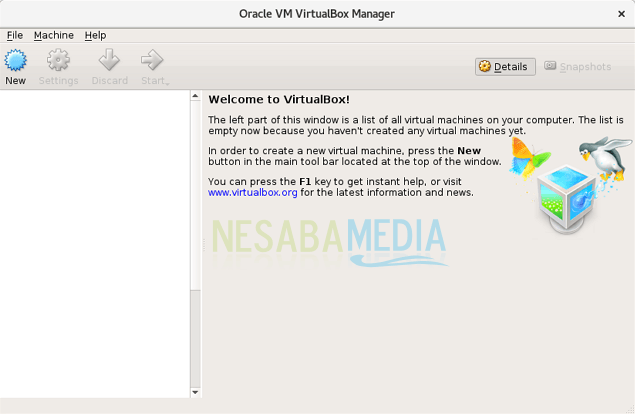 Oracle VM VirtualBox Manager
File Machine Help
New Settings Discard Start
Details Snapshots
Welcome to VirtualBox!
The left part of this window is a list of all virtual machines on your computer. The list is
empty now because you haven't created any virtual machines yet.
In order to create a new virtual machine, press the New
button in the main tool bar located at the top of the window.
You can press the F1 key to get instant help, or visit
www.virtualbox.org for the latest information and news.
NESABAMEDIA